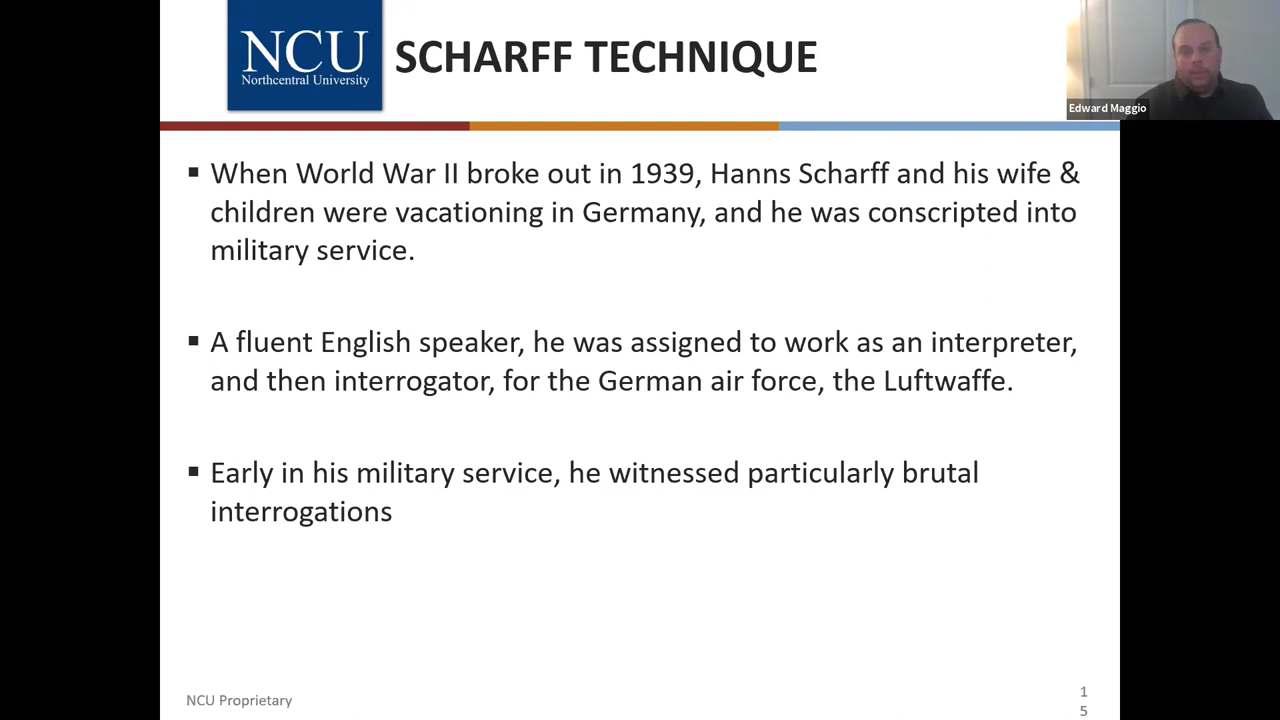 NCU
Northcentral University
SCHARFF TECHNIQUE
Edward Maggio
▪ When World War II broke out in 1939, Hanns Scharff and his wife &
children were vacationing in Germany, and he was conscripted into
military service.
▪ A fluent English speaker, he was assigned to work as an interpreter,
and then interrogator, for the German air force, the Luftwaffe.
▪ Early in his military service, he witnessed particularly brutal
interrogations
NCU Proprietary
1
5